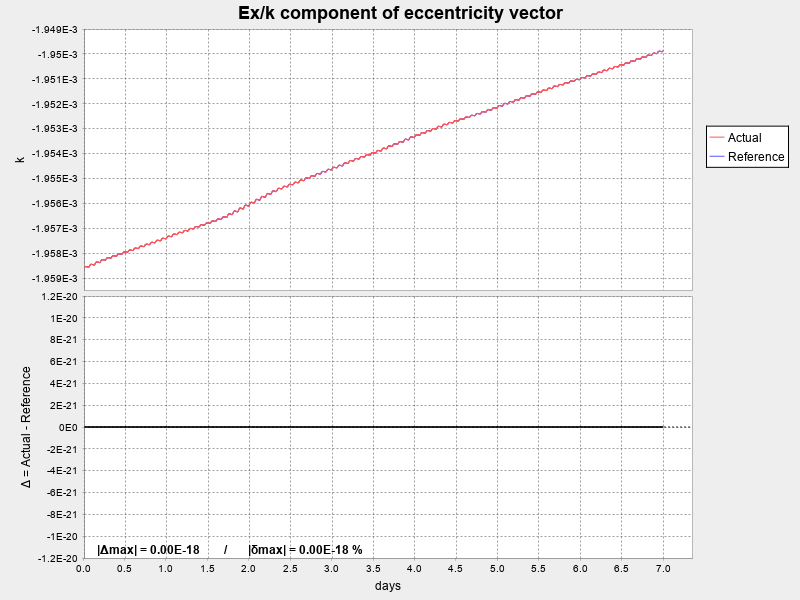 Ex/k component of eccentricity vector
-1.949E-3
-1.95E-3
-1.951E-3
-1.952E-3
-1.953E-3
-1.954E-3
-1.955E-3
-1.956E-3
-1.957E-3
-1.958E-3
-1.959E-3
k
Actual
Reference
1.2E-20
1E-20
8E-21
6E-21
4E-21
2E-21
0E0
-2E-21
-4E-21
-6E-21
-8E-21
-1E-20
-1.2E-20
Δ = Actual - Reference
|Δmax| = 0.00E-18 / |δmax| = 0.00E-18 %
0.0 0.5 1.0 1.5 2.0 2.5 3.0 3.5 4.0 4.5 5.0 5.5 6.0 6.5 7.0
days